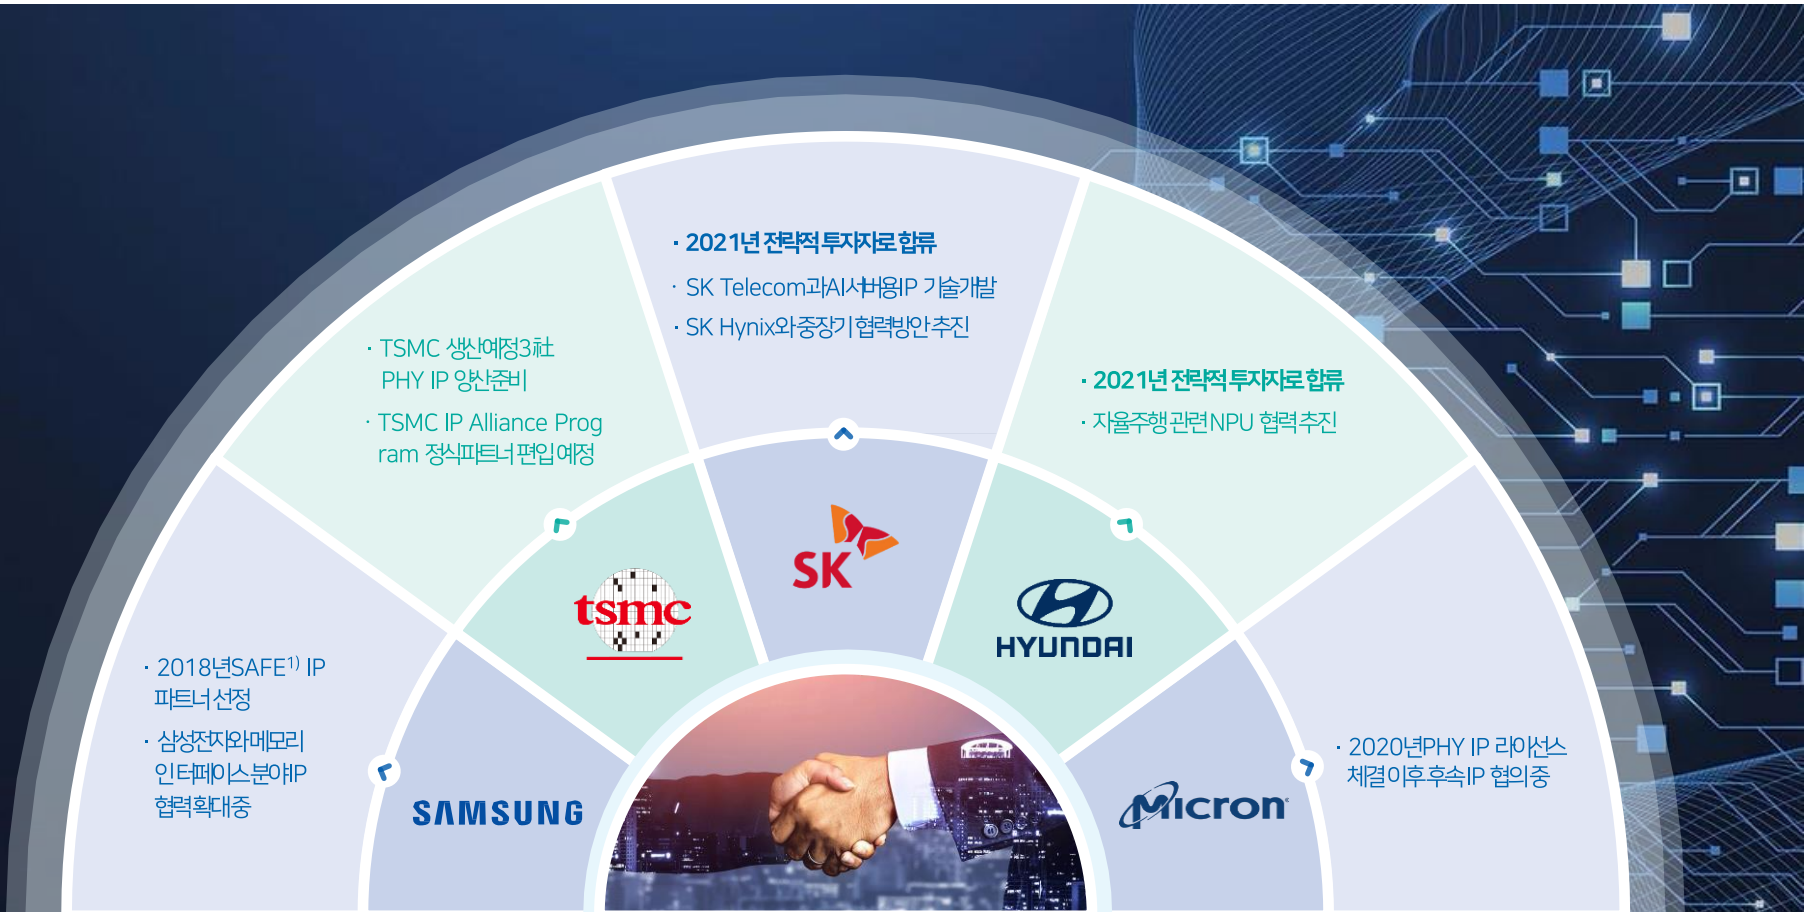 · 2021년 전략적 투자자로 합류
· SK Telecom과 AI서버용 IP 기술개발
· SK Hynix와 중장기 협력방안 추진
· TSMC 생산예정 3社
PHY IP 양산준비
· TSMC IP Alliance Prog
ram 정식파트너 편입 예정
· 2021년 전략적 투자자로 합류
· 자율주행 관련 NPU 협력 추진
SK
tsmc
HYUNDAI
· 2018년 SAFE1) IP
파트너 선정
· 삼성전자와 메모리
인터페이스 분야 IP
협력 확대 중
SAMSUNG
Micron
· 2020년 PHY IP 라이선스
체결 이후 후속 IP 협의 중